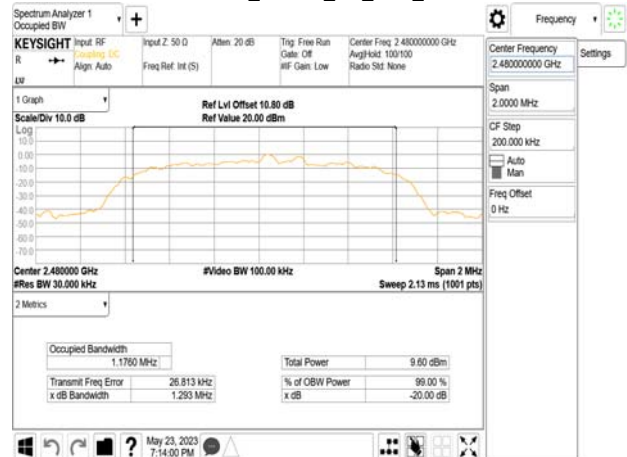 Spectrum Analyzer 1
Occupied BW
+
Frequency
KEYSIGHT
R
LU
Input: RF
Coupling: DC
Align: Auto
Input Z: 50 Ω
Freq Ref: Int (S)
Atten: 20 dB
Trig: Free Run
Gate: Off
#IF Gain: Low
Center Freq: 2.480000000 GHz
Avg|Hold: 100/100
Radio Std: None
Center Frequency
2.480000000 GHz
Settings
Span
2.0000 MHz
CF Step
200.000 kHz
Auto
Man
Freq Offset
0 Hz
1 Graph
Scale/Div 10.0 dB
Ref Lvl Offset 10.80 dB
Ref Value 20.00 dBm
Log
10.0
0.00
-10.0
-20.0
-30.0
-40.0
-50.0
-60.0
-70.0
Center 2.480000 GHz
#Res BW 30.000 kHz
#Video BW 100.00 kHz
Span 2 MHz
Sweep 2.13 ms (1001 pts)
2 Metrics
Occupied Bandwidth
1.1760 MHz
Total Power 9.60 dBm
Transmit Freq Error 26.813 kHz
% of OBW Power 99.00 %
x dB Bandwidth 1.293 MHz
x dB -20.00 dB
?
May 23, 2023
7:14:00 PM